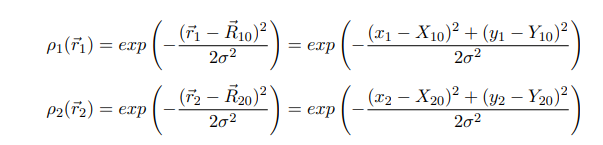 ρ₁(r⃗₁) = exp(−(r⃗₁ − R⃗₁₀)²/2σ²) = exp(−((x₁ − X₁₀)² + (y₁ − Y₁₀)²)/2σ²)
ρ₂(r⃗₂) = exp(−(r⃗₂ − R⃗₂₀)²/2σ²) = exp(−((x₂ − X₂₀)² + (y₂ − Y₂₀)²)/2σ²)